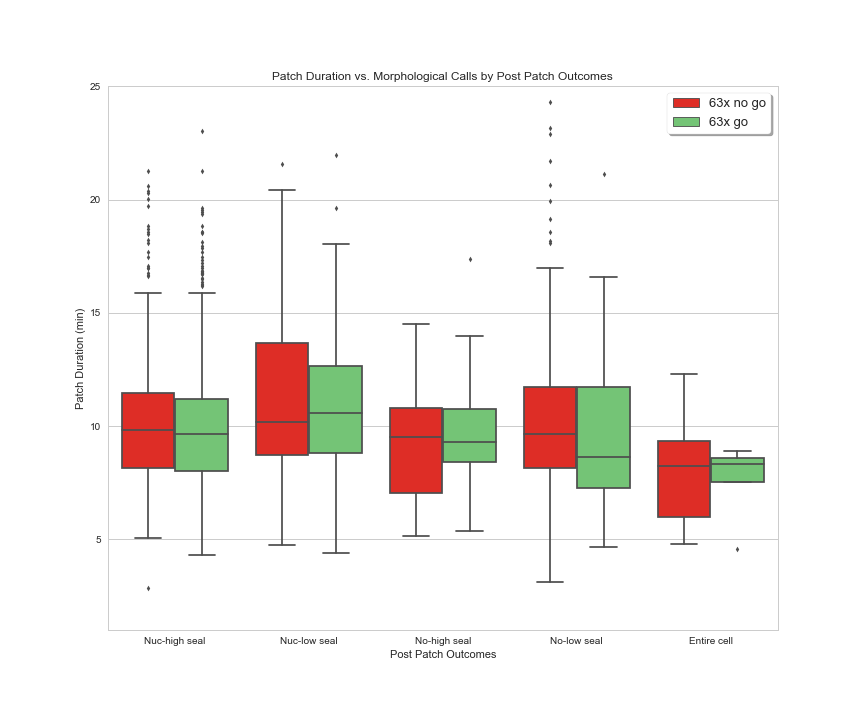 Patch Duration vs. Morphological Calls by Post Patch Outcomes
63x no go
63x go
Patch Duration (min)
25
20
15
10
5
Nuc-high seal
Nuc-low seal
No-high seal
No-low seal
Entire cell
Post Patch Outcomes